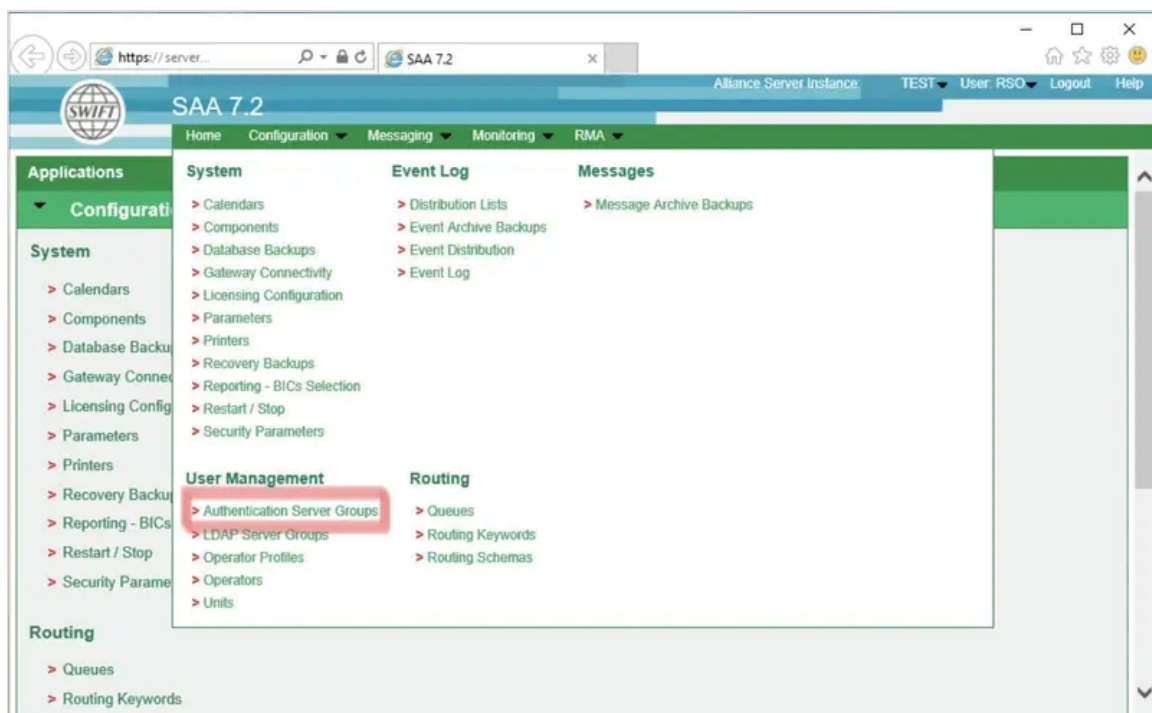 https://server...
SAA 7.2
Alliance Server Instance: TEST User: RSO Logout Help
SWIFT
SAA 7.2
Home Configuration Messaging Monitoring RMA
Applications
Configurati
System
> Calendars
> Components
> Database Backu
> Gateway Connec
> Licensing Config
> Parameters
> Printers
> Recovery Backup
> Reporting - BICs
> Restart / Stop
> Security Parame
Routing
> Queues
> Routing Keywords
System
> Calendars
> Components
> Database Backups
> Gateway Connectivity
> Licensing Configuration
> Parameters
> Printers
> Recovery Backups
> Reporting - BICs Selection
> Restart / Stop
> Security Parameters
Event Log
> Distribution Lists
> Event Archive Backups
> Event Distribution
> Event Log
Messages
> Message Archive Backups
User Management
> Authentication Server Groups
> LDAP Server Groups
> Operator Profiles
> Operators
> Units
Routing
> Queues
> Routing Keywords
> Routing Schemas